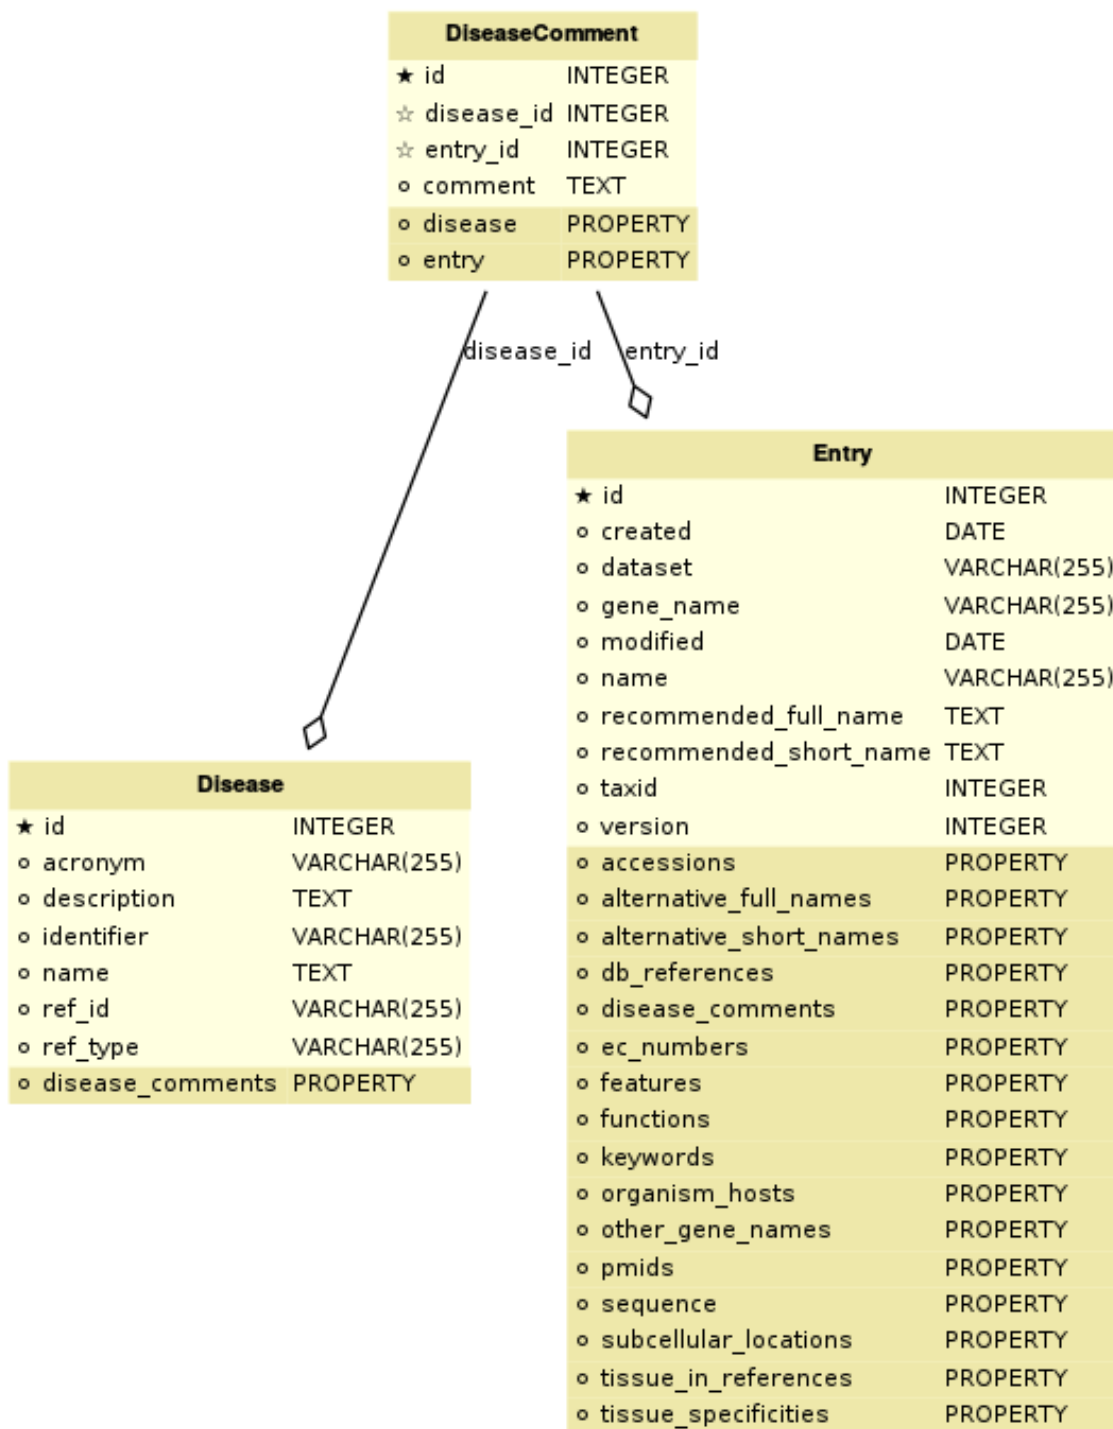 DiseaseComment
★ id INTEGER
☆ disease_id INTEGER
☆ entry_id INTEGER
comment TEXT
disease PROPERTY
entry PROPERTY
disease_id entry_id
Entry
★ id INTEGER
created DATE
dataset VARCHAR(255)
gene_name VARCHAR(255)
modified DATE
name VARCHAR(255)
recommended_full_name TEXT
recommended_short_name TEXT
taxid INTEGER
version INTEGER
accessions PROPERTY
alternative_full_names PROPERTY
alternative_short_names PROPERTY
db_references PROPERTY
disease_comments PROPERTY
ec_numbers PROPERTY
features PROPERTY
functions PROPERTY
keywords PROPERTY
organism_hosts PROPERTY
other_gene_names PROPERTY
pmids PROPERTY
sequence PROPERTY
subcellular_locations PROPERTY
tissue_in_references PROPERTY
tissue_specificities PROPERTY
Disease
★ id INTEGER
acronym VARCHAR(255)
description TEXT
identifier VARCHAR(255)
name TEXT
ref_id VARCHAR(255)
ref_type VARCHAR(255)
disease_comments PROPERTY